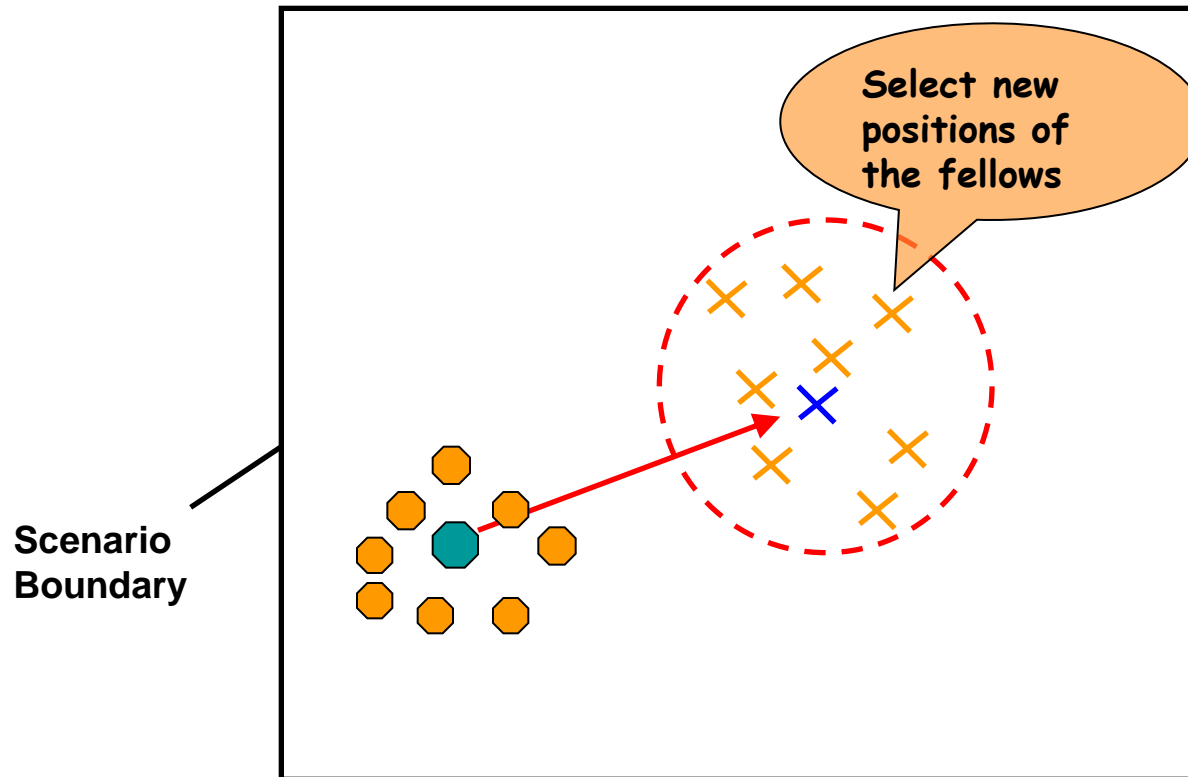 Select new
positions of
the fellows
Scenario
Boundary